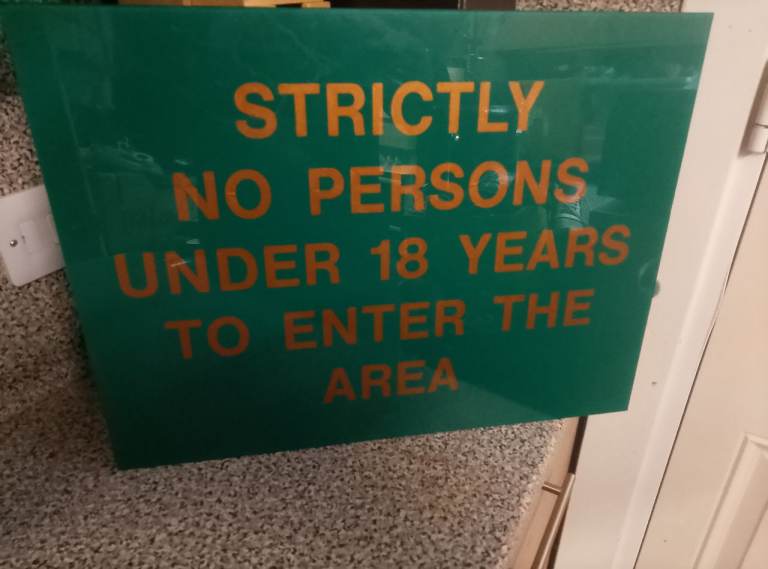 STRICTLY
NO PERSONS
UNDER 18 YEARS
TO ENTER THE
AREA